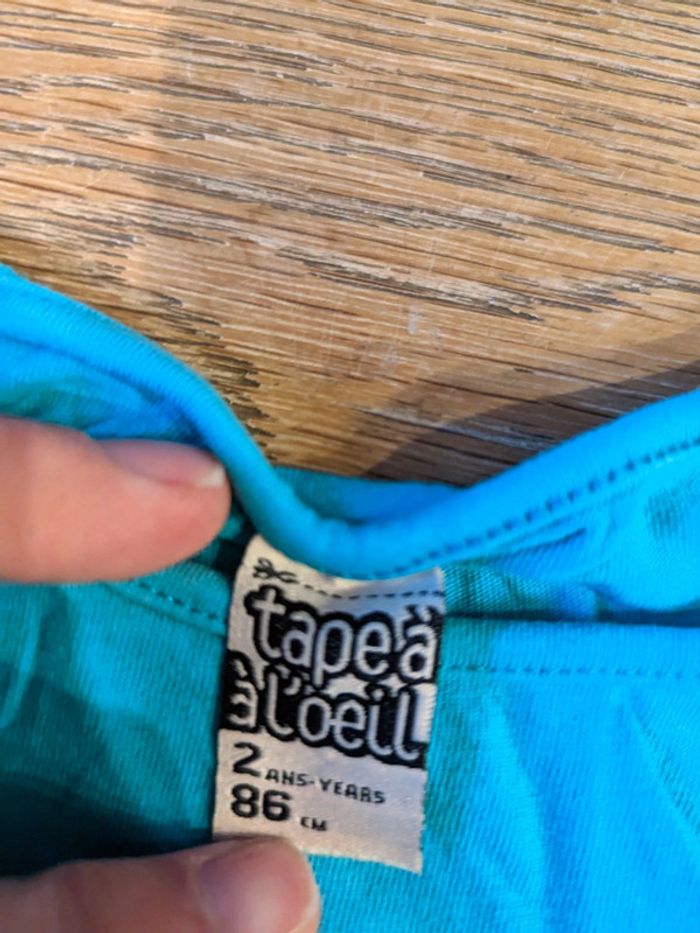 tape à
à l'oeil
2 ANS-YEARS
86 CM